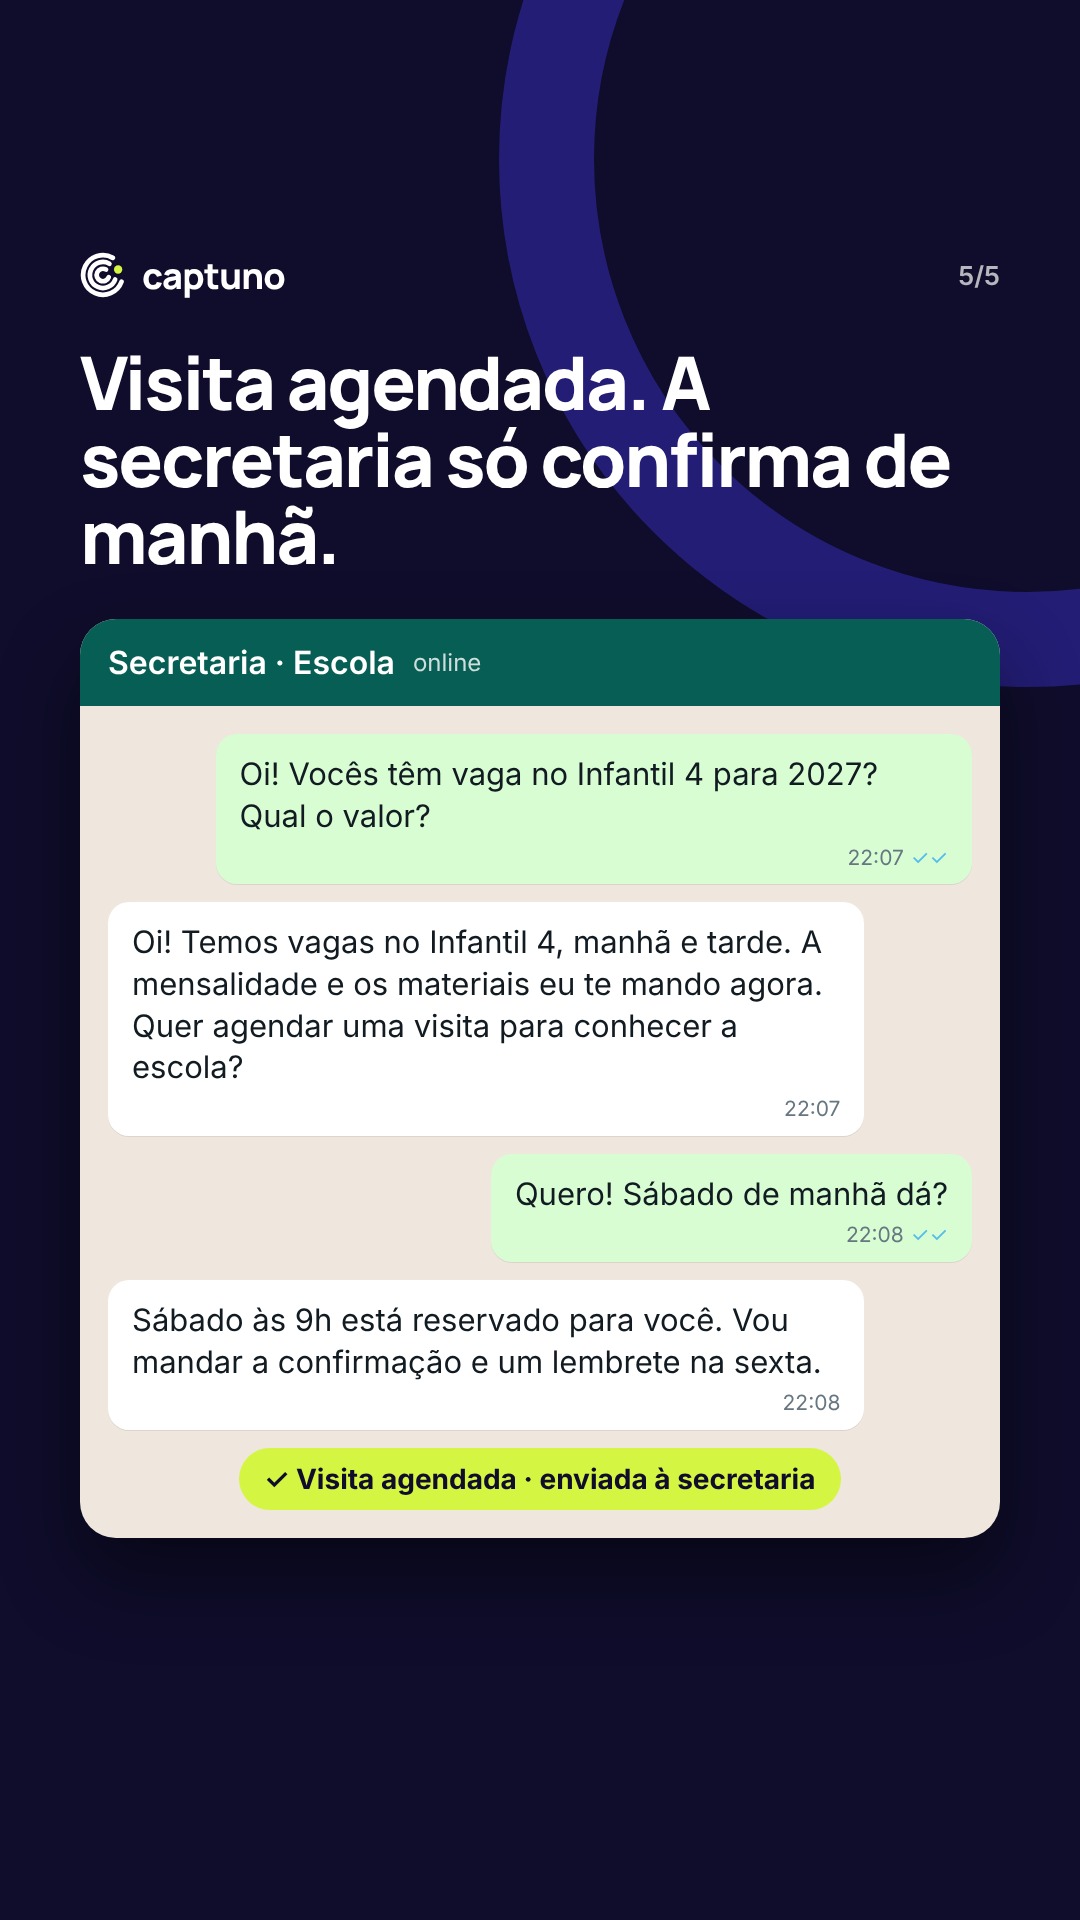 captuno
5/5
Visita agendada. A
secretaria só confirma de
manhã.
Secretaria · Escola online
Oi! Vocês têm vaga no Infantil 4 para 2027?
Qual o valor?
22:07 ✓✓
Oi! Temos vagas no Infantil 4, manhã e tarde. A
mensalidade e os materiais eu te mando agora.
Quer agendar uma visita para conhecer a
escola?
22:07
Quero! Sábado de manhã dá?
22:08 ✓✓
Sábado às 9h está reservado para você. Vou
mandar a confirmação e um lembrete na sexta.
22:08
✓ Visita agendada · enviada à secretaria